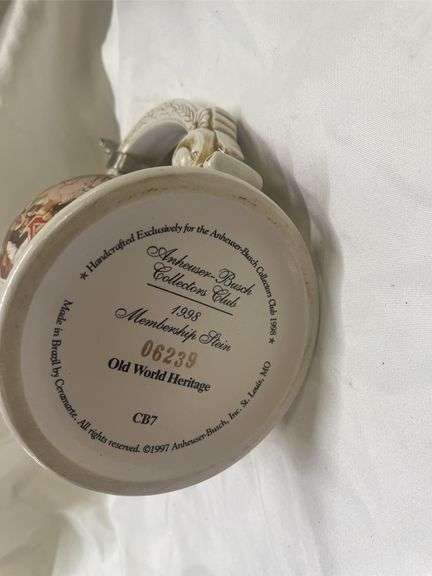 ★ Handcrafted Exclusively for the Anheuser-Busch Collectors Club 1998 ★
Anheuser-Busch
Collectors Club
1998
Membership Stein
06239
Old World Heritage
CB7
Made in Brazil by Ceramarte. All rights reserved. ©1997 Anheuser-Busch, Inc. St. Louis, MO